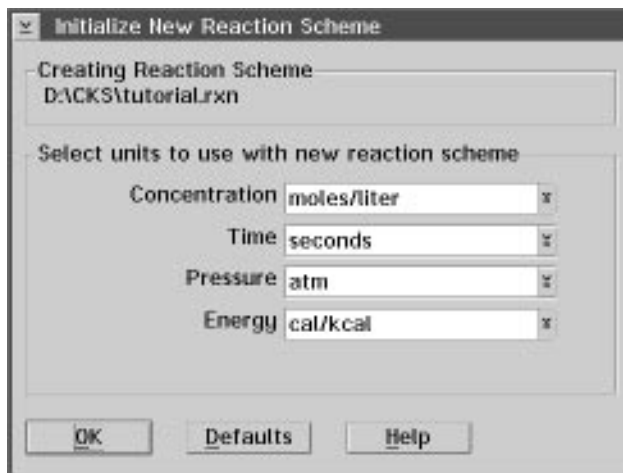 Initialize New Reaction Scheme
Creating Reaction Scheme
D:\CKS\tutorial.rxn
Select units to use with new reaction scheme
Concentration moles/liter
Time seconds
Pressure atm
Energy cal/kcal
OK Defaults Help